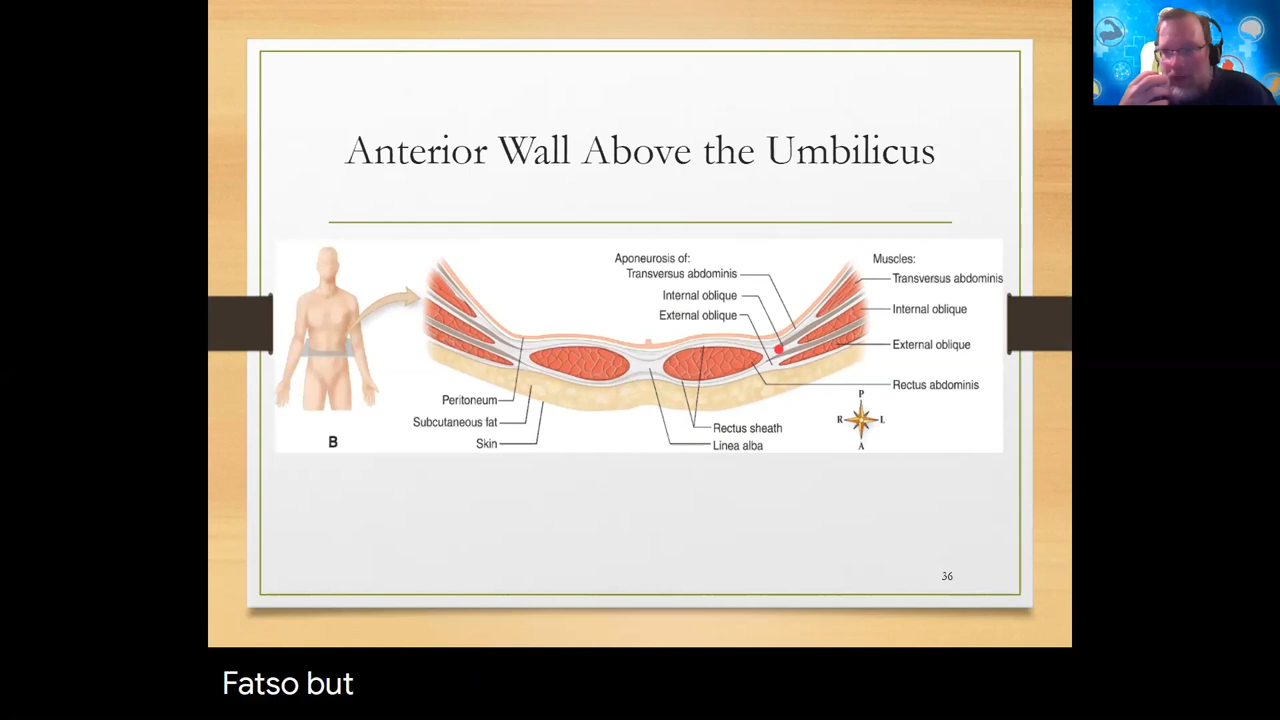 Anterior Wall Above the Umbilicus
Aponeurosis of:
Transversus abdominis
Internal oblique
External oblique
Muscles:
Transversus abdominis
Internal oblique
External oblique
Rectus abdominis
Peritoneum
Subcutaneous fat
Skin
Rectus sheath
Linea alba
P
R
L
A
B
36
Fatso but